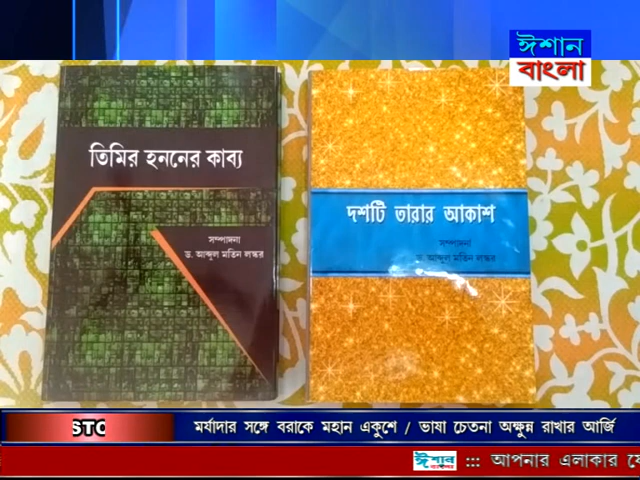 ঈশান
বাংলা
তিমির হননের কাব্য
সম্পাদনা
ড. আব্দুল মতিন লস্কর
দশটি তারার আকাশ
সম্পাদনা
ড. আব্দুল মতিন লস্কর
STO
মর্যাদার সঙ্গে বরাকে মহান একুশে / ভাষা চেতনা অক্ষুন্ন রাখার আর্জি
ঈশান
বাংলা
::: আপনার এলাকার